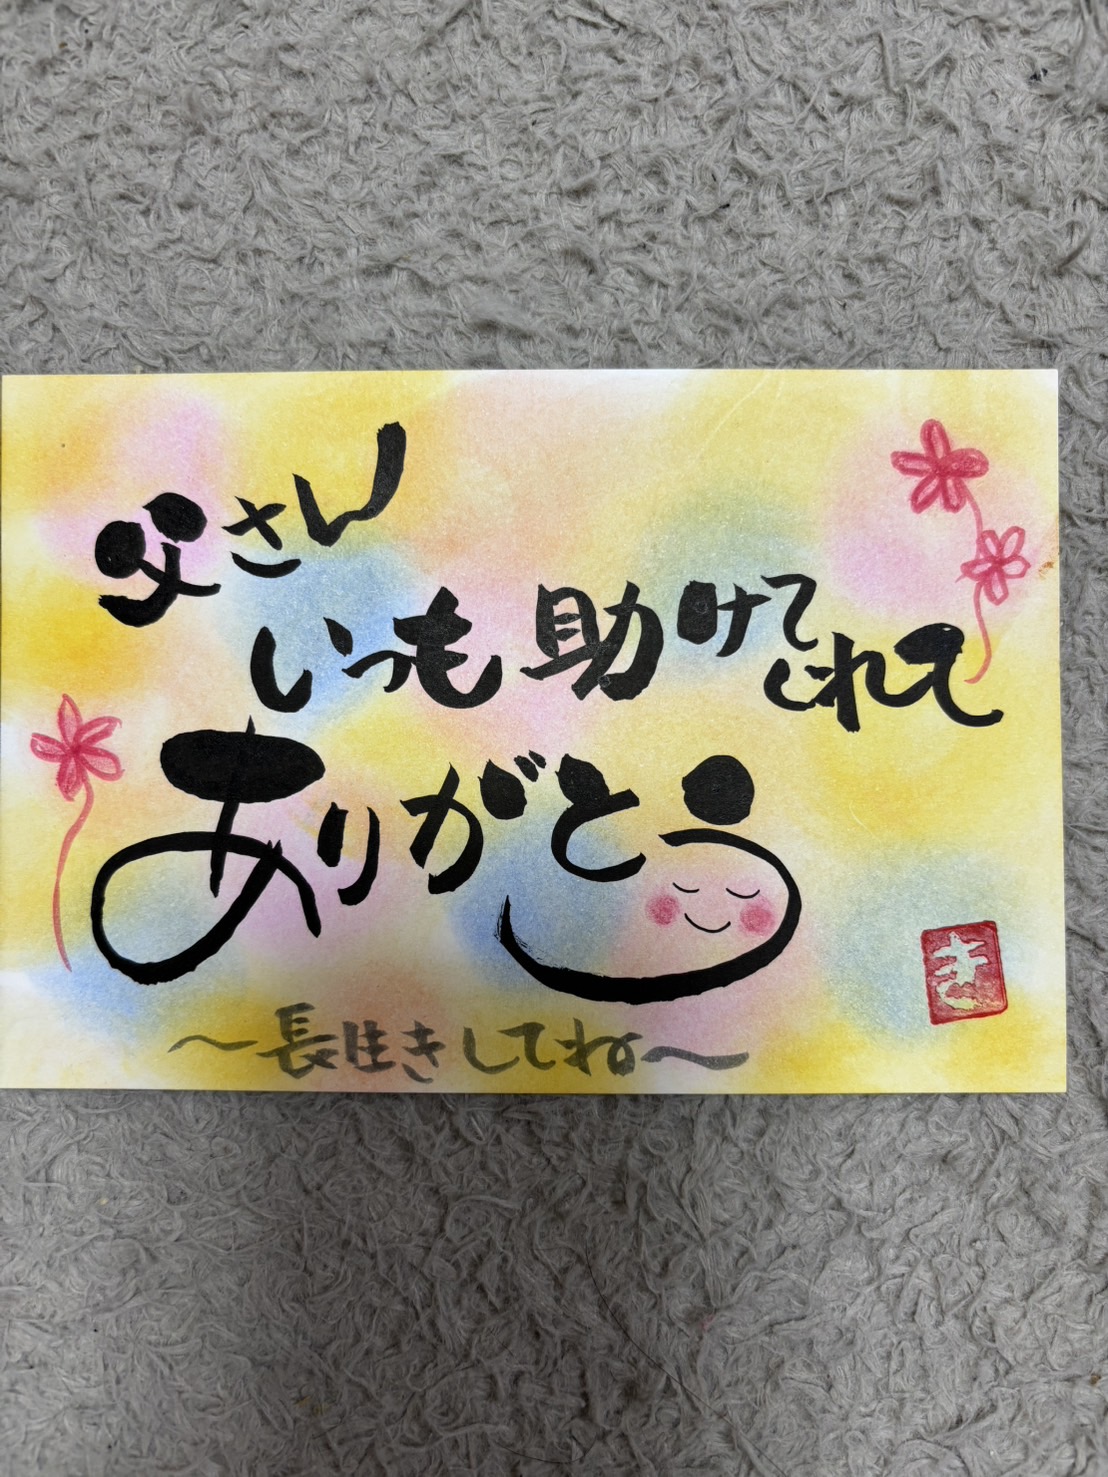 父さん
いつも助けてくれて
ありがとう
〜長生きしてね〜
き